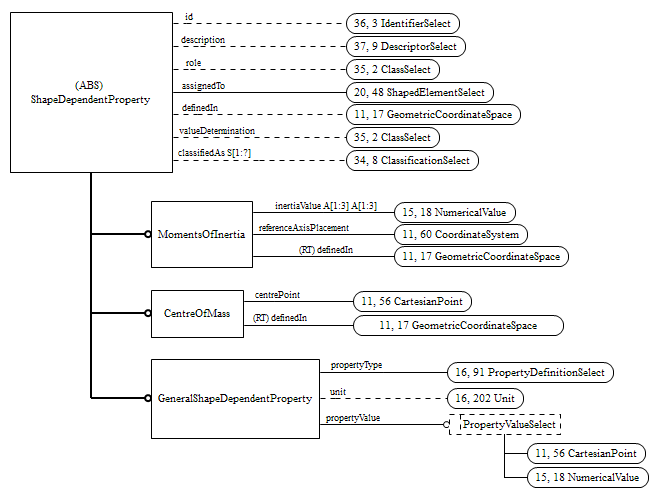 id
36, 3 IdentifierSelect
description
37, 9 DescriptorSelect
role
35, 2 ClassSelect
(ABS)
ShapeDependentProperty
assignedTo
20, 48 ShapedElementSelect
definedIn
11, 17 GeometricCoordinateSpace
valueDetermination
35, 2 ClassSelect
classifiedAs S[1:?]
34, 8 ClassificationSelect
MomentsOfInertia
inertiaValue A[1:3] A[1:3]
15, 18 NumericalValue
referenceAxisPlacement
11, 60 CoordinateSystem
(RT) definedIn
11, 17 GeometricCoordinateSpace
CentreOfMass
centrePoint
11, 56 CartesianPoint
(RT) definedIn
11, 17 GeometricCoordinateSpace
GeneralShapeDependentProperty
propertyType
16, 91 PropertyDefinitionSelect
unit
16, 202 Unit
propertyValue
PropertyValueSelect
11, 56 CartesianPoint
15, 18 NumericalValue